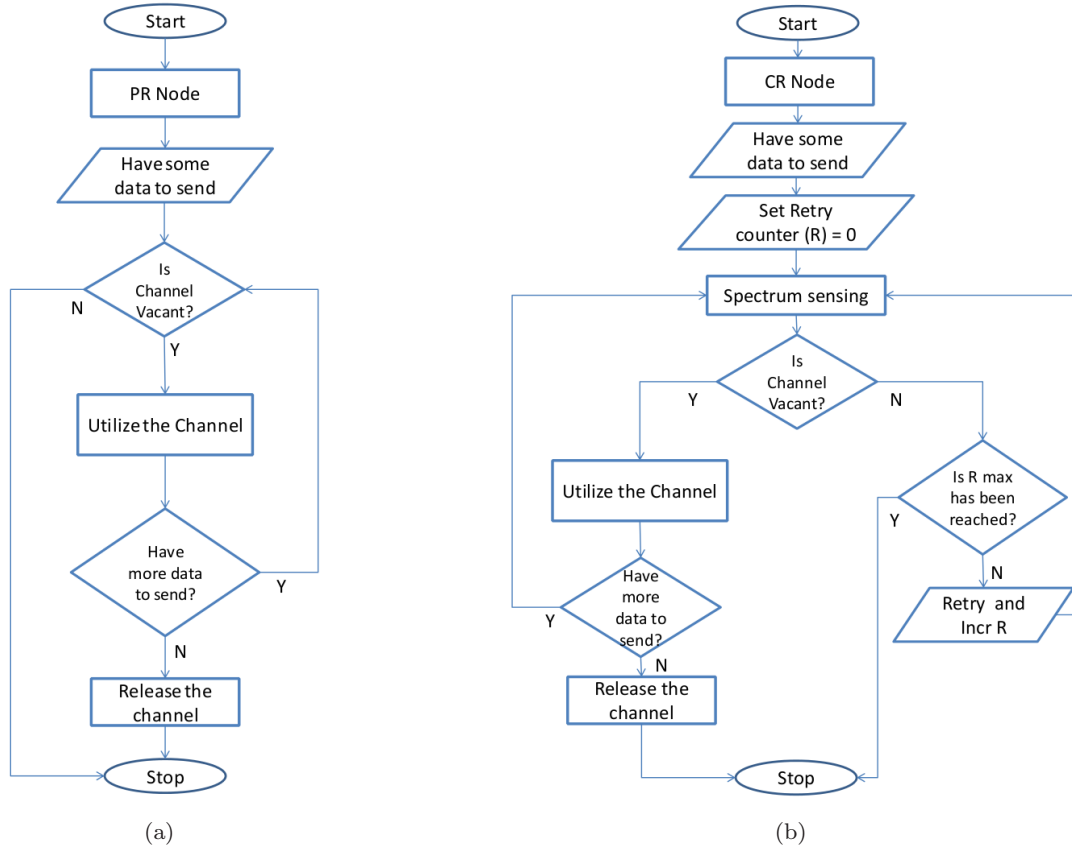 Start
PR Node
Have some
data to send
Is
Channel
Vacant?
N
Y
Utilize the Channel
Have
more data
to send?
Y
N
Release the
channel
Stop
(a)
Start
CR Node
Have some
data to send
Set Retry
counter (R) = 0
Spectrum sensing
Is
Channel
Vacant?
Y
N
Utilize the Channel
Is R max
has been
reached?
Y
N
Have
more
data to
send?
Y
N
Retry and
Incr R
Release the
channel
Stop
(b)